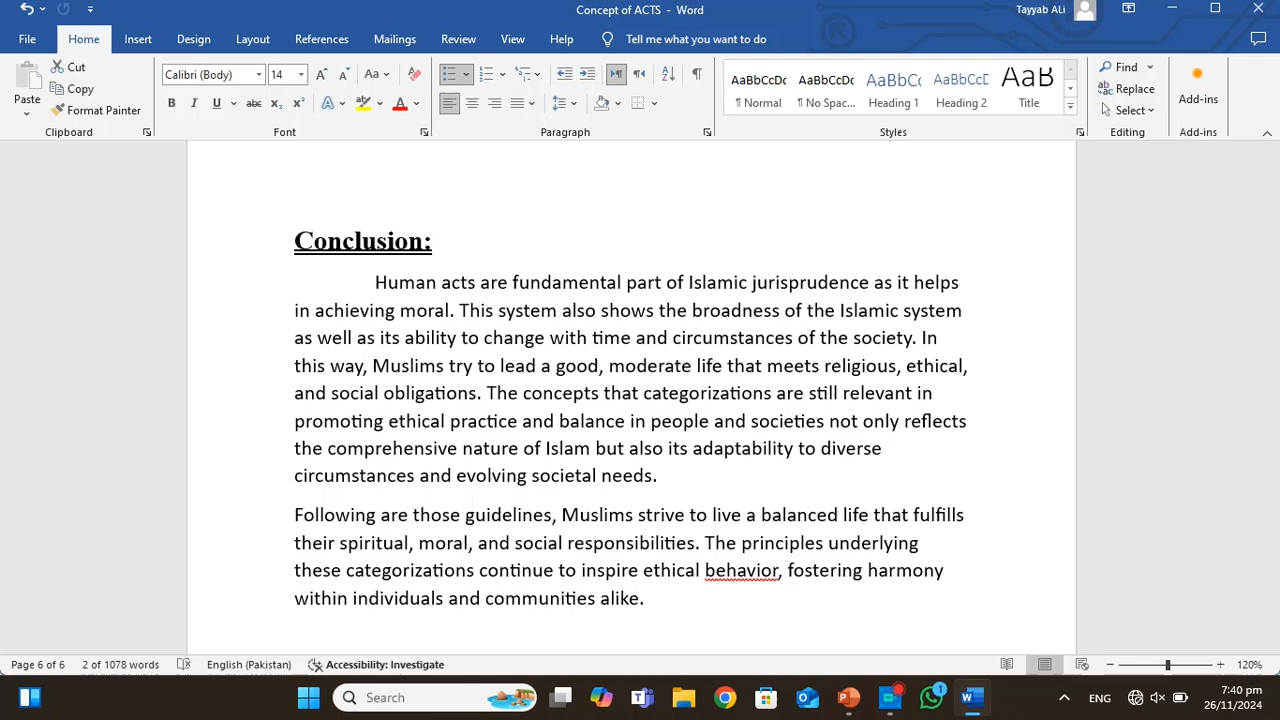 Concept of ACTS - Word
Tayyab ALi
File Home Insert Design Layout References Mailings Review View Help Tell me what you want to do
Paste
Cut
Copy
Format Painter
Clipboard
Calibri (Body) 14
Font
Paragraph
AaBbCcDc AaBbCcDc AaBbCc AaBbCcD AaB
¶ Normal ¶ No Spac... Heading 1 Heading 2 Title
Styles
Find
Replace
Select
Editing
Add-ins
Add-ins
Conclusion:
Human acts are fundamental part of Islamic jurisprudence as it helps
in achieving moral. This system also shows the broadness of the Islamic system
as well as its ability to change with time and circumstances of the society. In
this way, Muslims try to lead a good, moderate life that meets religious, ethical,
and social obligations. The concepts that categorizations are still relevant in
promoting ethical practice and balance in people and societies not only reflects
the comprehensive nature of Islam but also its adaptability to diverse
circumstances and evolving societal needs.
Following are those guidelines, Muslims strive to live a balanced life that fulfills
their spiritual, moral, and social responsibilities. The principles underlying
these categorizations continue to inspire ethical behavior, fostering harmony
within individuals and communities alike.
Page 6 of 6 2 of 1078 words English (Pakistan) Accessibility: Investigate 120%
Search
ENG
7:40 pm
26/11/2024